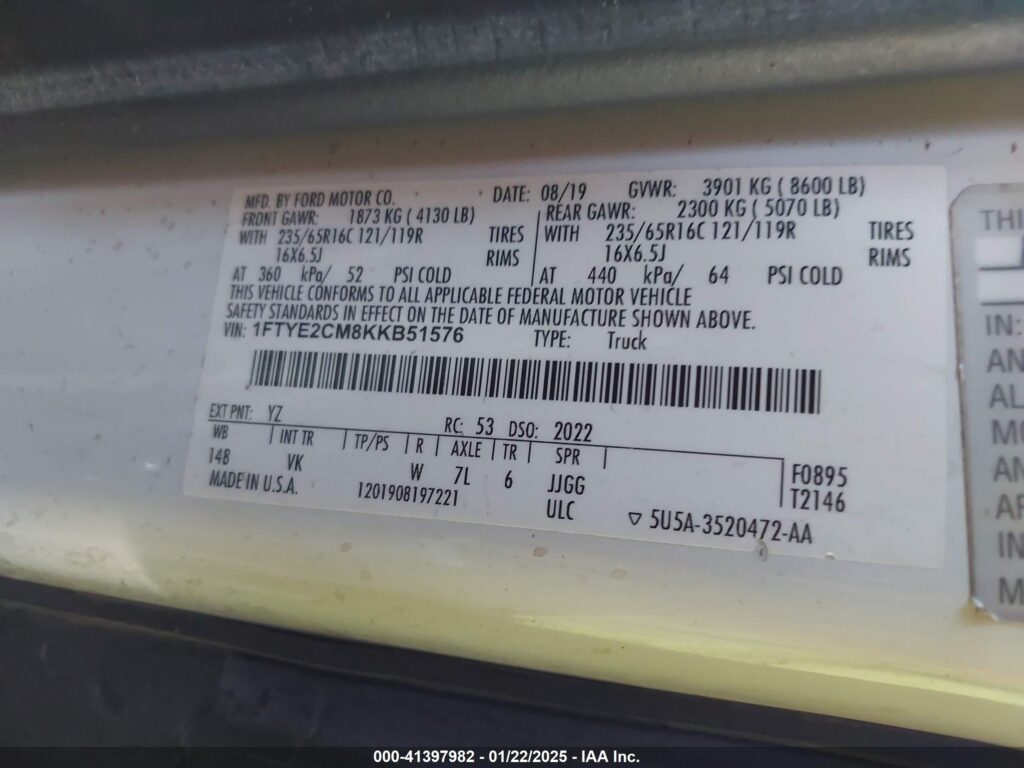 MFD. BY FORD MOTOR CO. DATE: 08/19 GVWR: 3901 KG ( 8600 LB)
FRONT GAWR: 1873 KG ( 4130 LB) REAR GAWR: 2300 KG ( 5070 LB)
WITH 235/65R16C 121/119R TIRES WITH 235/65R16C 121/119R TIRES
16X6.5J RIMS 16X6.5J RIMS
AT 360 kPa/ 52 PSI COLD AT 440 kPa/ 64 PSI COLD
THIS VEHICLE CONFORMS TO ALL APPLICABLE FEDERAL MOTOR VEHICLE
SAFETY STANDARDS IN EFFECT ON THE DATE OF MANUFACTURE SHOWN ABOVE.
VIN: 1FTYE2CM8KKB51576 TYPE: Truck
EXT PNT: YZ RC: 53 DSO: 2022
WB INT TR TP/PS R AXLE TR SPR
148 VK W 7L 6 JJGG F0895
MADE IN U.S.A. 1201908197221 ULC T2146
▽ 5U5A-3520472-AA
THI
IN:
AN
AL
MO
AM
AF
IN
M
000-41397982 - 01/22/2025 - IAA Inc.